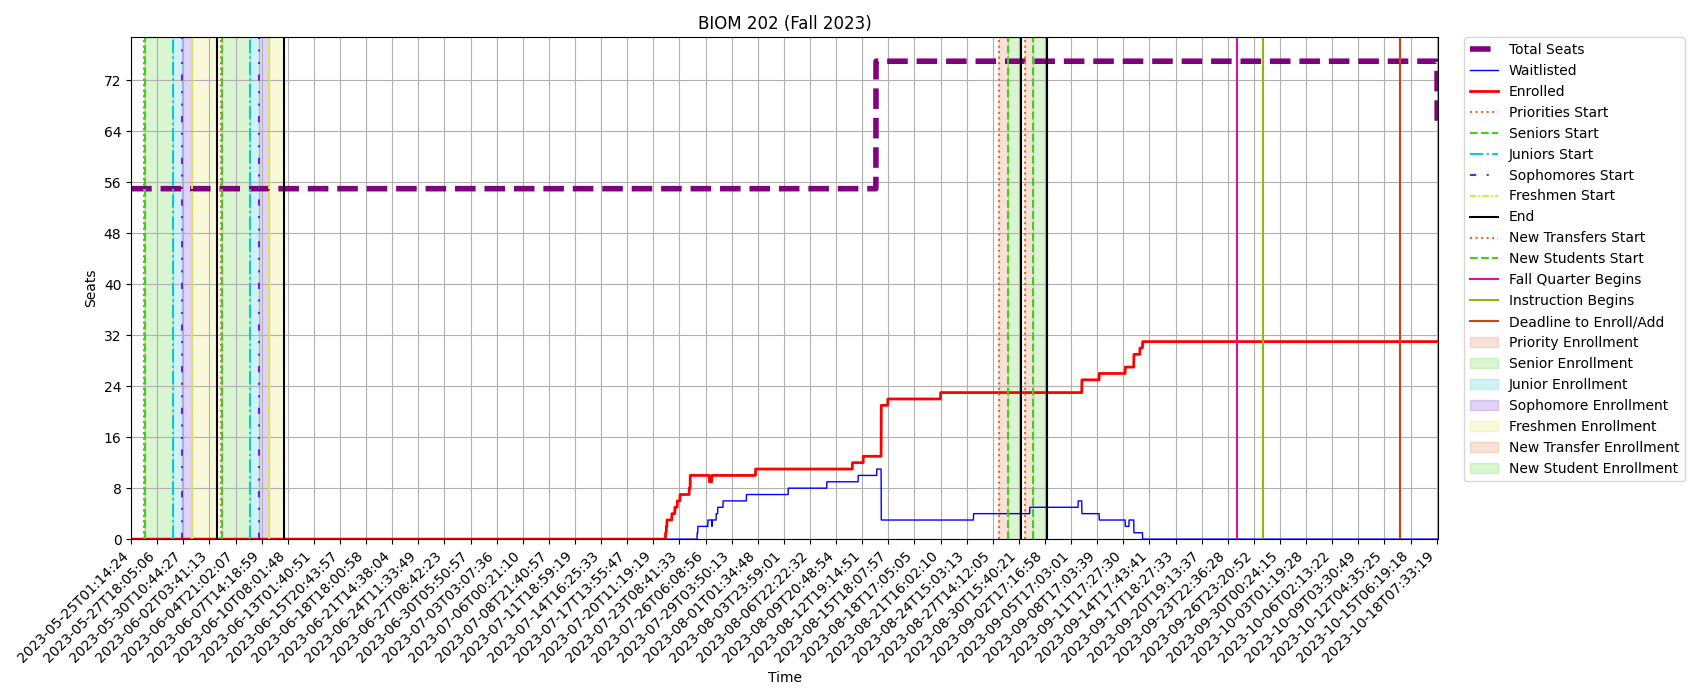 BIOM 202 (Fall 2023)
Seats
72
64
56
48
40
32
24
16
8
0
2023-05-25T01:14:24
2023-05-27T18:05:06
2023-05-30T10:44:27
2023-06-02T03:41:13
2023-06-04T21:02:07
2023-06-07T14:18:59
2023-06-10T08:01:48
2023-06-13T01:40:51
2023-06-15T20:43:57
2023-06-18T18:00:58
2023-06-21T14:38:04
2023-06-24T11:33:49
2023-06-27T08:42:23
2023-06-30T05:50:57
2023-07-03T03:07:36
2023-07-06T00:21:10
2023-07-08T21:40:57
2023-07-11T18:59:19
2023-07-14T16:25:33
2023-07-17T13:55:47
2023-07-20T11:19:19
2023-07-23T08:41:33
2023-07-26T06:08:56
2023-07-29T03:50:13
2023-08-01T01:34:48
2023-08-03T23:59:01
2023-08-06T22:22:32
2023-08-09T20:48:54
2023-08-12T19:14:51
2023-08-15T18:07:57
2023-08-18T17:05:05
2023-08-21T16:02:10
2023-08-24T15:03:13
2023-08-27T14:12:05
2023-08-30T15:40:21
2023-09-02T17:16:58
2023-09-05T17:03:01
2023-09-08T17:03:39
2023-09-11T17:27:30
2023-09-14T17:43:41
2023-09-17T18:27:33
2023-09-20T19:13:37
2023-09-23T22:36:28
2023-09-26T23:20:52
2023-09-30T00:24:15
2023-10-03T01:19:28
2023-10-06T02:13:22
2023-10-09T03:30:49
2023-10-12T04:35:25
2023-10-15T06:19:18
2023-10-18T07:33:19
Time
Total Seats
Waitlisted
Enrolled
Priorities Start
Seniors Start
Juniors Start
Sophomores Start
Freshmen Start
End
New Transfers Start
New Students Start
Fall Quarter Begins
Instruction Begins
Deadline to Enroll/Add
Priority Enrollment
Senior Enrollment
Junior Enrollment
Sophomore Enrollment
Freshmen Enrollment
New Transfer Enrollment
New Student Enrollment